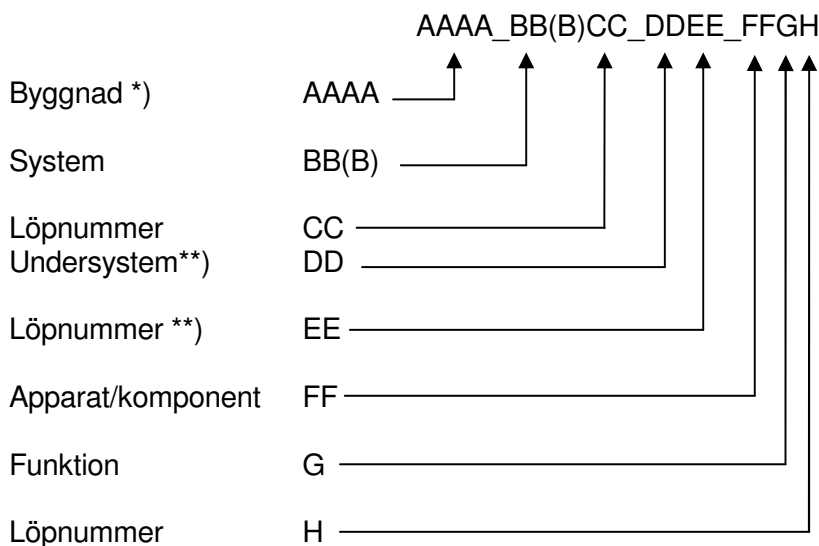 AAAA_BB(B)CC_DDEE_FFGH
Byggnad *) AAAA
System BB(B)
Löpnummer CC
Undersystem**) DD
Löpnummer **) EE
Apparat/komponent FF
Funktion G
Löpnummer H